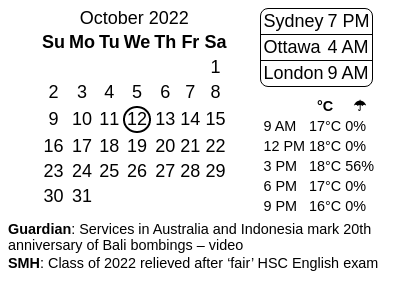 October 2022
Su Mo Tu We Th Fr Sa
1
2 3 4 5 6 7 8
9 10 11 12 13 14 15
16 17 18 19 20 21 22
23 24 25 26 27 28 29
30 31
Sydney 7 PM
Ottawa 4 AM
London 9 AM
°C ☂
9 AM 17°C 0%
12 PM 18°C 0%
3 PM 18°C 56%
6 PM 17°C 0%
9 PM 16°C 0%
Guardian: Services in Australia and Indonesia mark 20th
anniversary of Bali bombings – video
SMH: Class of 2022 relieved after ‘fair’ HSC English exam